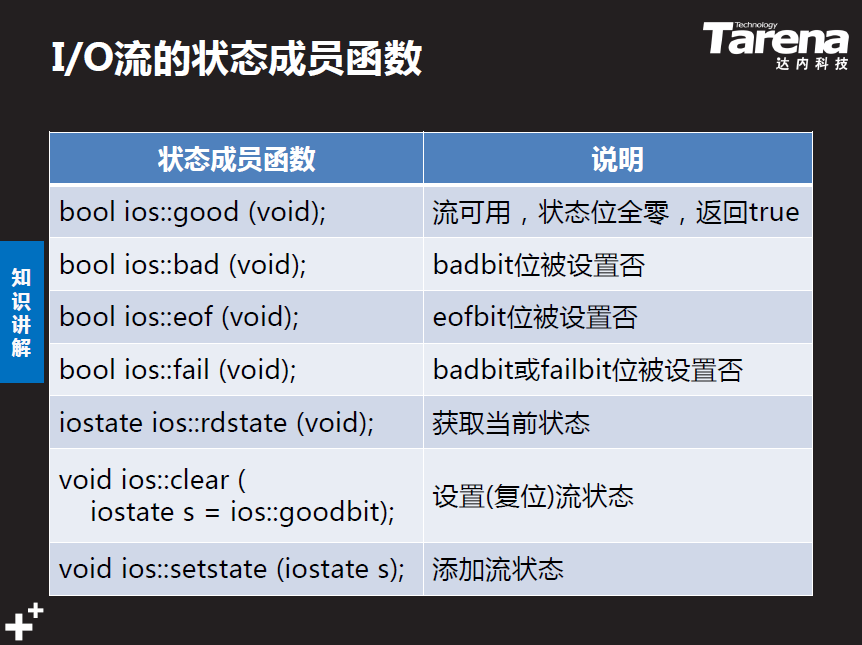 I/O流的状态成员函数
Technology
Tarena
达内科技
状态成员函数
说明
bool ios::good (void);
流可用，状态位全零，返回true
bool ios::bad (void);
badbit位被设置否
bool ios::eof (void);
eofbit位被设置否
bool ios::fail (void);
badbit或failbit位被设置否
iostate ios::rdstate (void);
获取当前状态
void ios::clear (
iostate s = ios::goodbit);
设置(复位)流状态
void ios::setstate (iostate s);
添加流状态
知识讲解